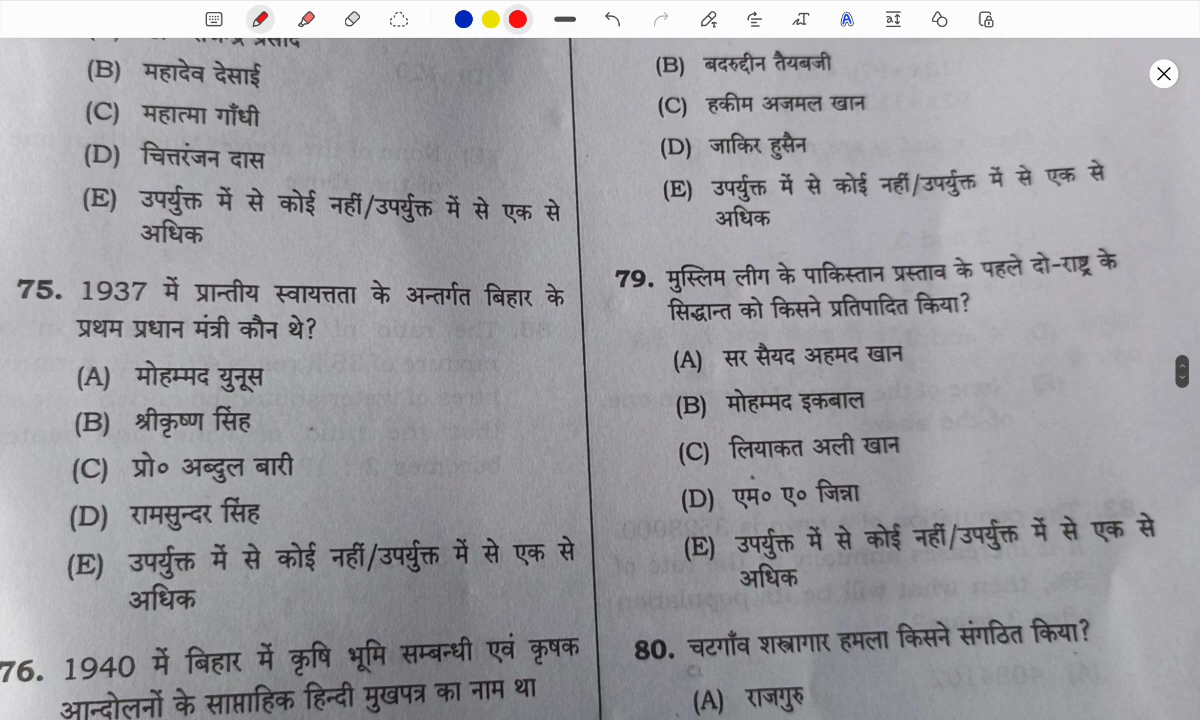 (B) महादेव देसाई
(C) महात्मा गाँधी
(D) चित्तरंजन दास
(E) उपर्युक्त में से कोई नहीं/उपर्युक्त में से एक से
अधिक
75. 1937 में प्रान्तीय स्वायत्तता के अन्तर्गत बिहार के
प्रथम प्रधान मंत्री कौन थे?
(A) मोहम्मद युनूस
(B) श्रीकृष्ण सिंह
(C) प्रो० अब्दुल बारी
(D) रामसुन्दर सिंह
(E) उपर्युक्त में से कोई नहीं/उपर्युक्त में से एक से
अधिक
76. 1940 में बिहार में कृषि भूमि सम्बन्धी एवं कृषक
आन्दोलनों के साप्ताहिक हिन्दी मुखपत्र का नाम था
(B) बदरुद्दीन तैयबजी
(C) हकीम अजमल खान
(D) जाकिर हुसैन
(E) उपर्युक्त में से कोई नहीं/उपर्युक्त में से एक से
अधिक
79. मुस्लिम लीग के पाकिस्तान प्रस्ताव के पहले दो-राष्ट्र के
सिद्धान्त को किसने प्रतिपादित किया?
(A) सर सैयद अहमद खान
(B) मोहम्मद इकबाल
(C) लियाकत अली खान
(D) एम० ए० जिन्ना
(E) उपर्युक्त में से कोई नहीं/उपर्युक्त में से एक से
अधिक
80. चटगाँव शस्त्रागार हमला किसने संगठित किया?
(A) राजगुरु